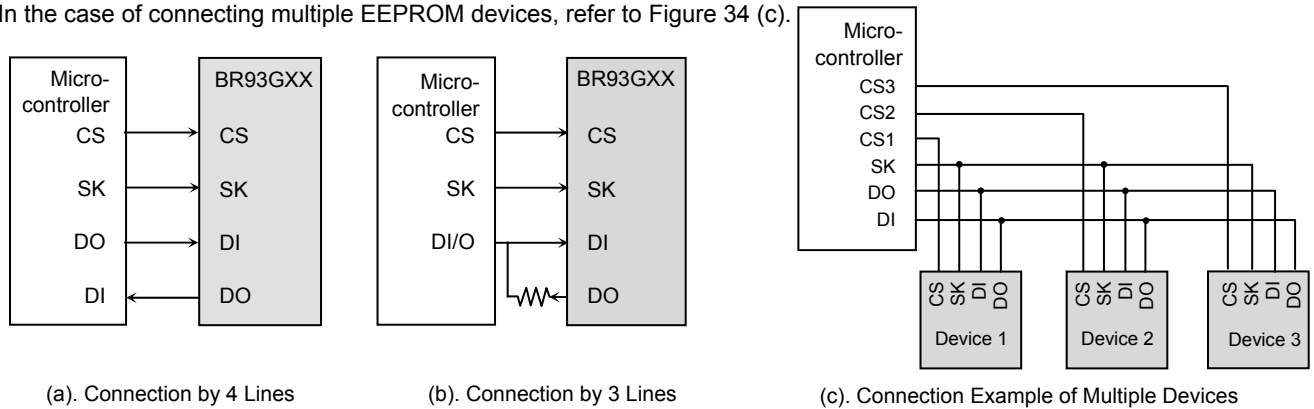 In the case of connecting multiple EEPROM devices, refer to Figure 34 (c).
Micro-
controller
CS
SK
DO
DI
BR93GXX
CS
SK
DI
DO
(a). Connection by 4 Lines
Micro-
controller
CS
SK
DI/O
BR93GXX
CS
SK
DI
DO
(b). Connection by 3 Lines
Micro-
controller
CS3
CS2
CS1
SK
DO
DI
CS
SK
DI
DO
Device 1
CS
SK
DI
DO
Device 2
CS
SK
DI
DO
Device 3
(c). Connection Example of Multiple Devices